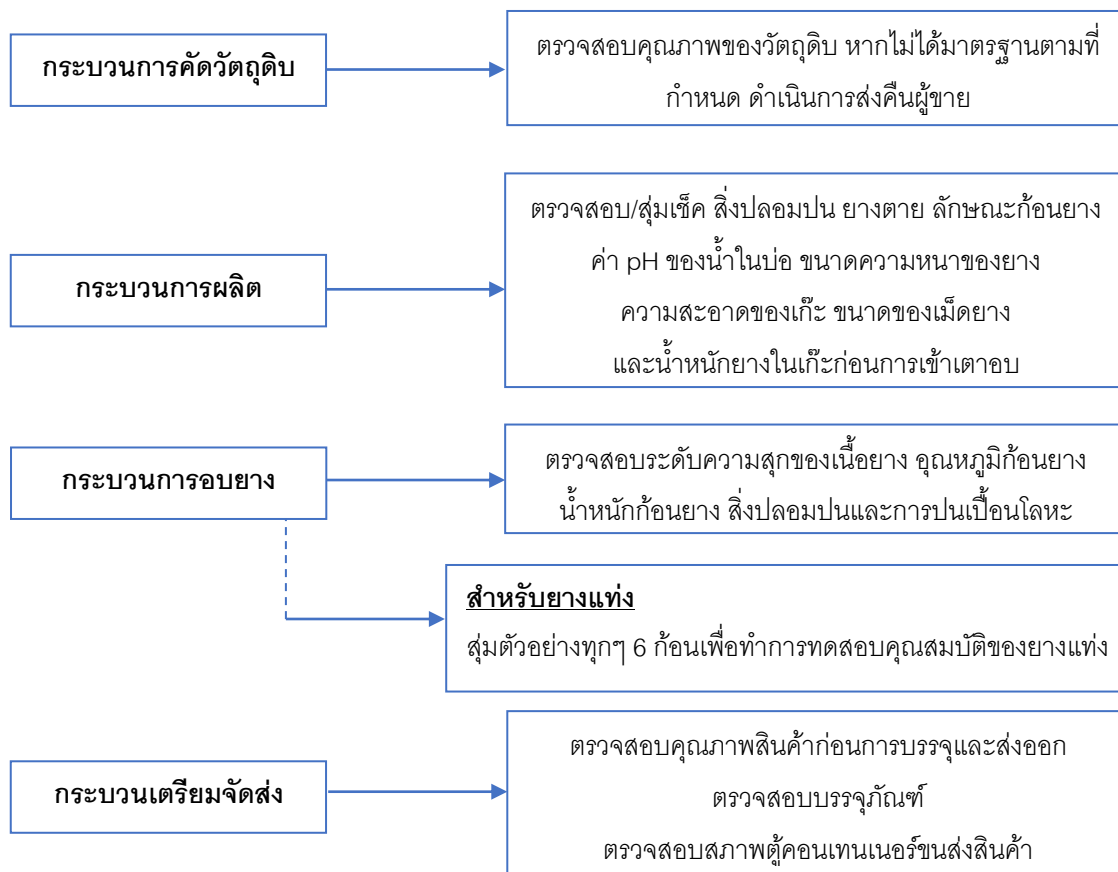 กระบวนการคัดวัตถุดิบ
ตรวจสอบคุณภาพของวัตถุดิบ หากไม่ได้มาตรฐานตามที่
กำหนด ดำเนินการส่งคืนผู้ขาย
กระบวนการผลิต
ตรวจสอบ/สุ่มเช็ค สิ่งปลอมปน ยางตาย ลักษณะก้อนยาง
ค่า pH ของน้ำในบ่อ ขนาดความหนาของยาง
ความสะอาดของเก๊ะ ขนาดของเม็ดยาง
และน้ำหนักยางในเก๊ะก่อนการเข้าเตาอบ
กระบวนการอบยาง
ตรวจสอบระดับความสุกของเนื้อยาง อุณหภูมิก้อนยาง
น้ำหนักก้อนยาง สิ่งปลอมปนและการปนเปื้อนโลหะ
สำหรับยางแท่ง
สุ่มตัวอย่างทุกๆ 6 ก้อนเพื่อทำการทดสอบคุณสมบัติของยางแท่ง
กระบวนเตรียมจัดส่ง
ตรวจสอบคุณภาพสินค้าก่อนการบรรจุและส่งออก
ตรวจสอบบรรจุภัณฑ์
ตรวจสอบสภาพตู้คอนเทนเนอร์ขนส่งสินค้า